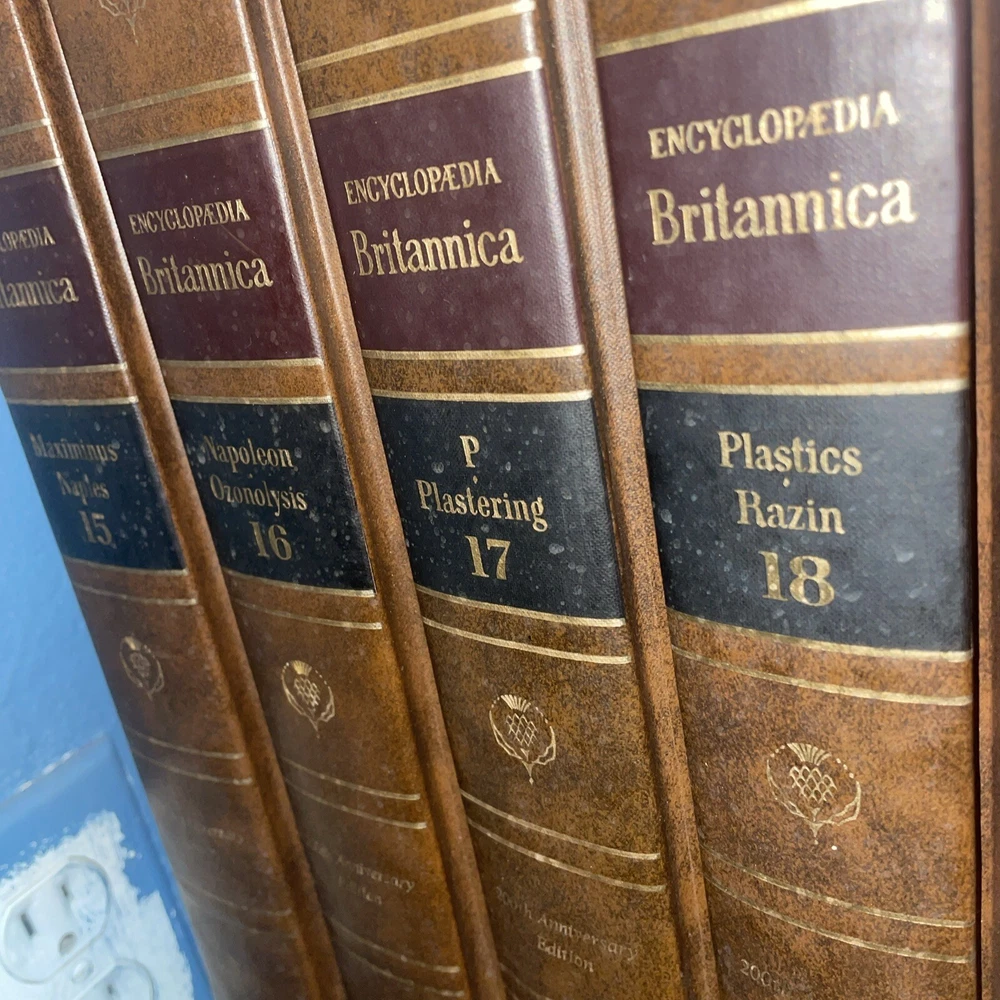 ENCYCLOPÆDIA
Britannica
Maximinus
Naples
15
ENCYCLOPÆDIA
Britannica
Napoleon
Ozonolysis
16
Anniversary
ENCYCLOPÆDIA
Britannica
P
Plastering
17
200th Anniversary
Edition
ENCYCLOPÆDIA
Britannica
Plastics
Razin
18